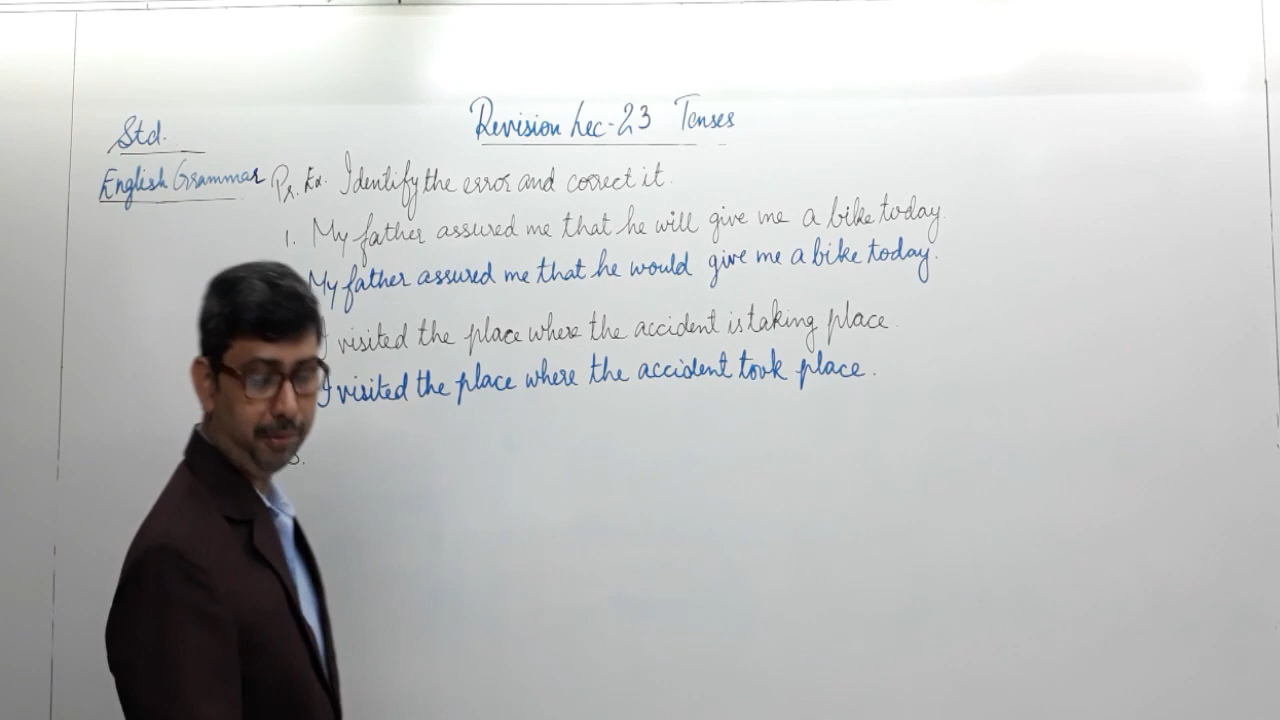 Revision Lec-23 Tenses
Std.
English Grammar
Pr. Ex. Identify the error and correct it.
1. My father assured me that he will give me a bike today.
My father assured me that he would give me a bike today.
I visited the place where the accident is taking place.
I visited the place where the accident took place.
3.